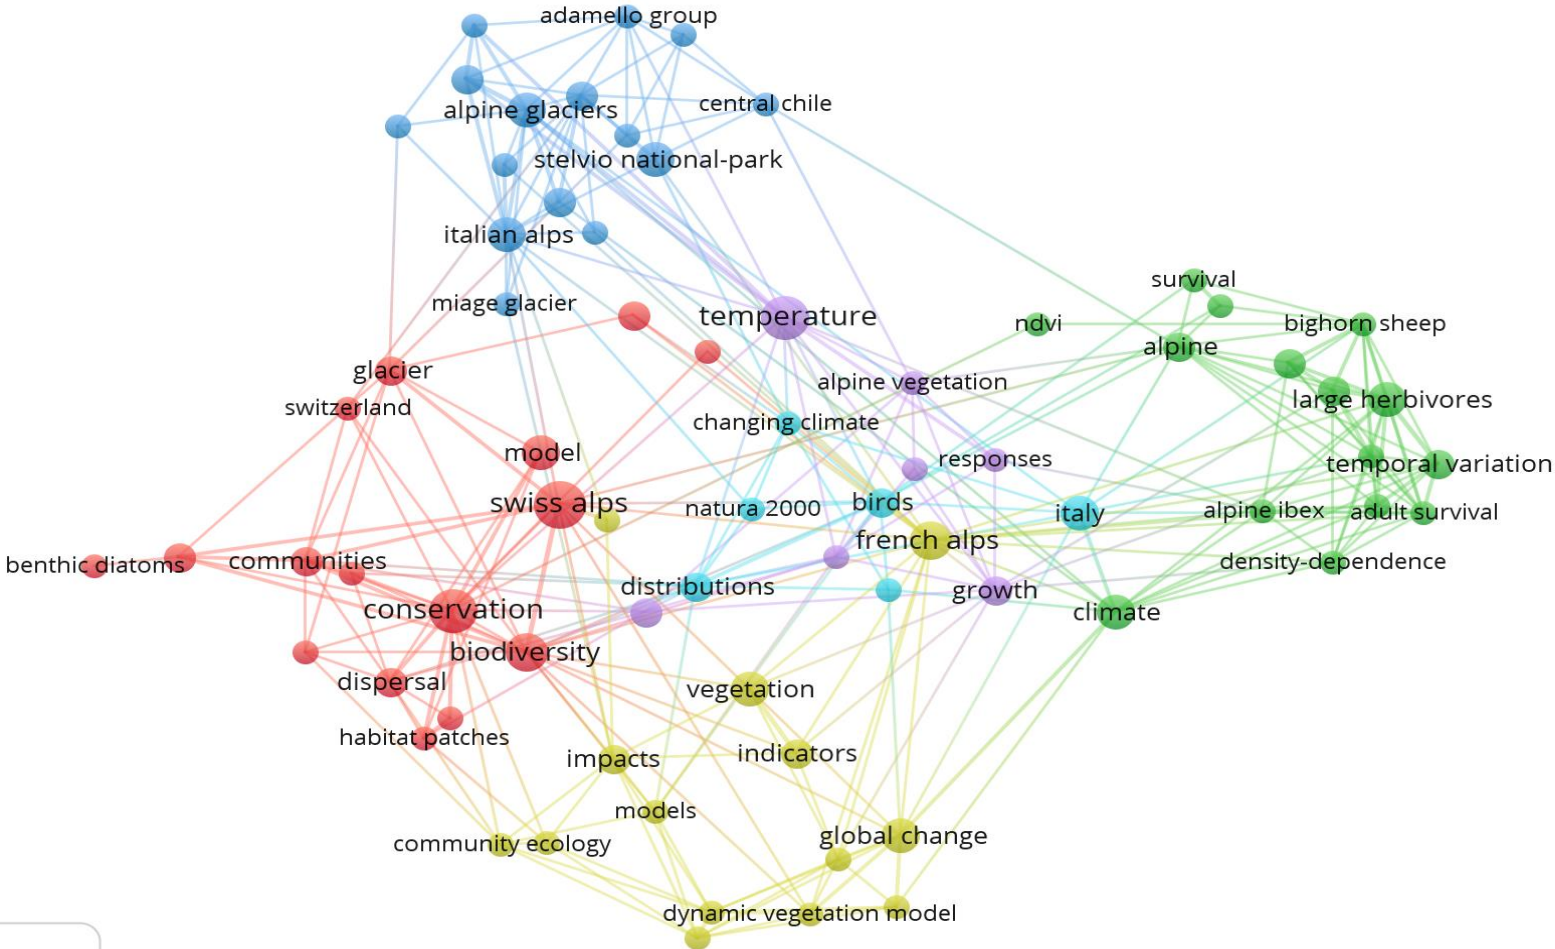 adamello group
central chile
alpine glaciers
stelvio national-park
italian alps
survival
miage glacier
temperature
ndvi
bighorn sheep
alpine
glacier
alpine vegetation
switzerland
large herbivores
changing climate
model
responses
temporal variation
swiss alps
natura 2000
birds
italy
alpine ibex
adult survival
french alps
benthic diatoms
communities
density-dependence
distributions
growth
conservation
climate
biodiversity
dispersal
vegetation
habitat patches
impacts
indicators
models
community ecology
global change
dynamic vegetation model